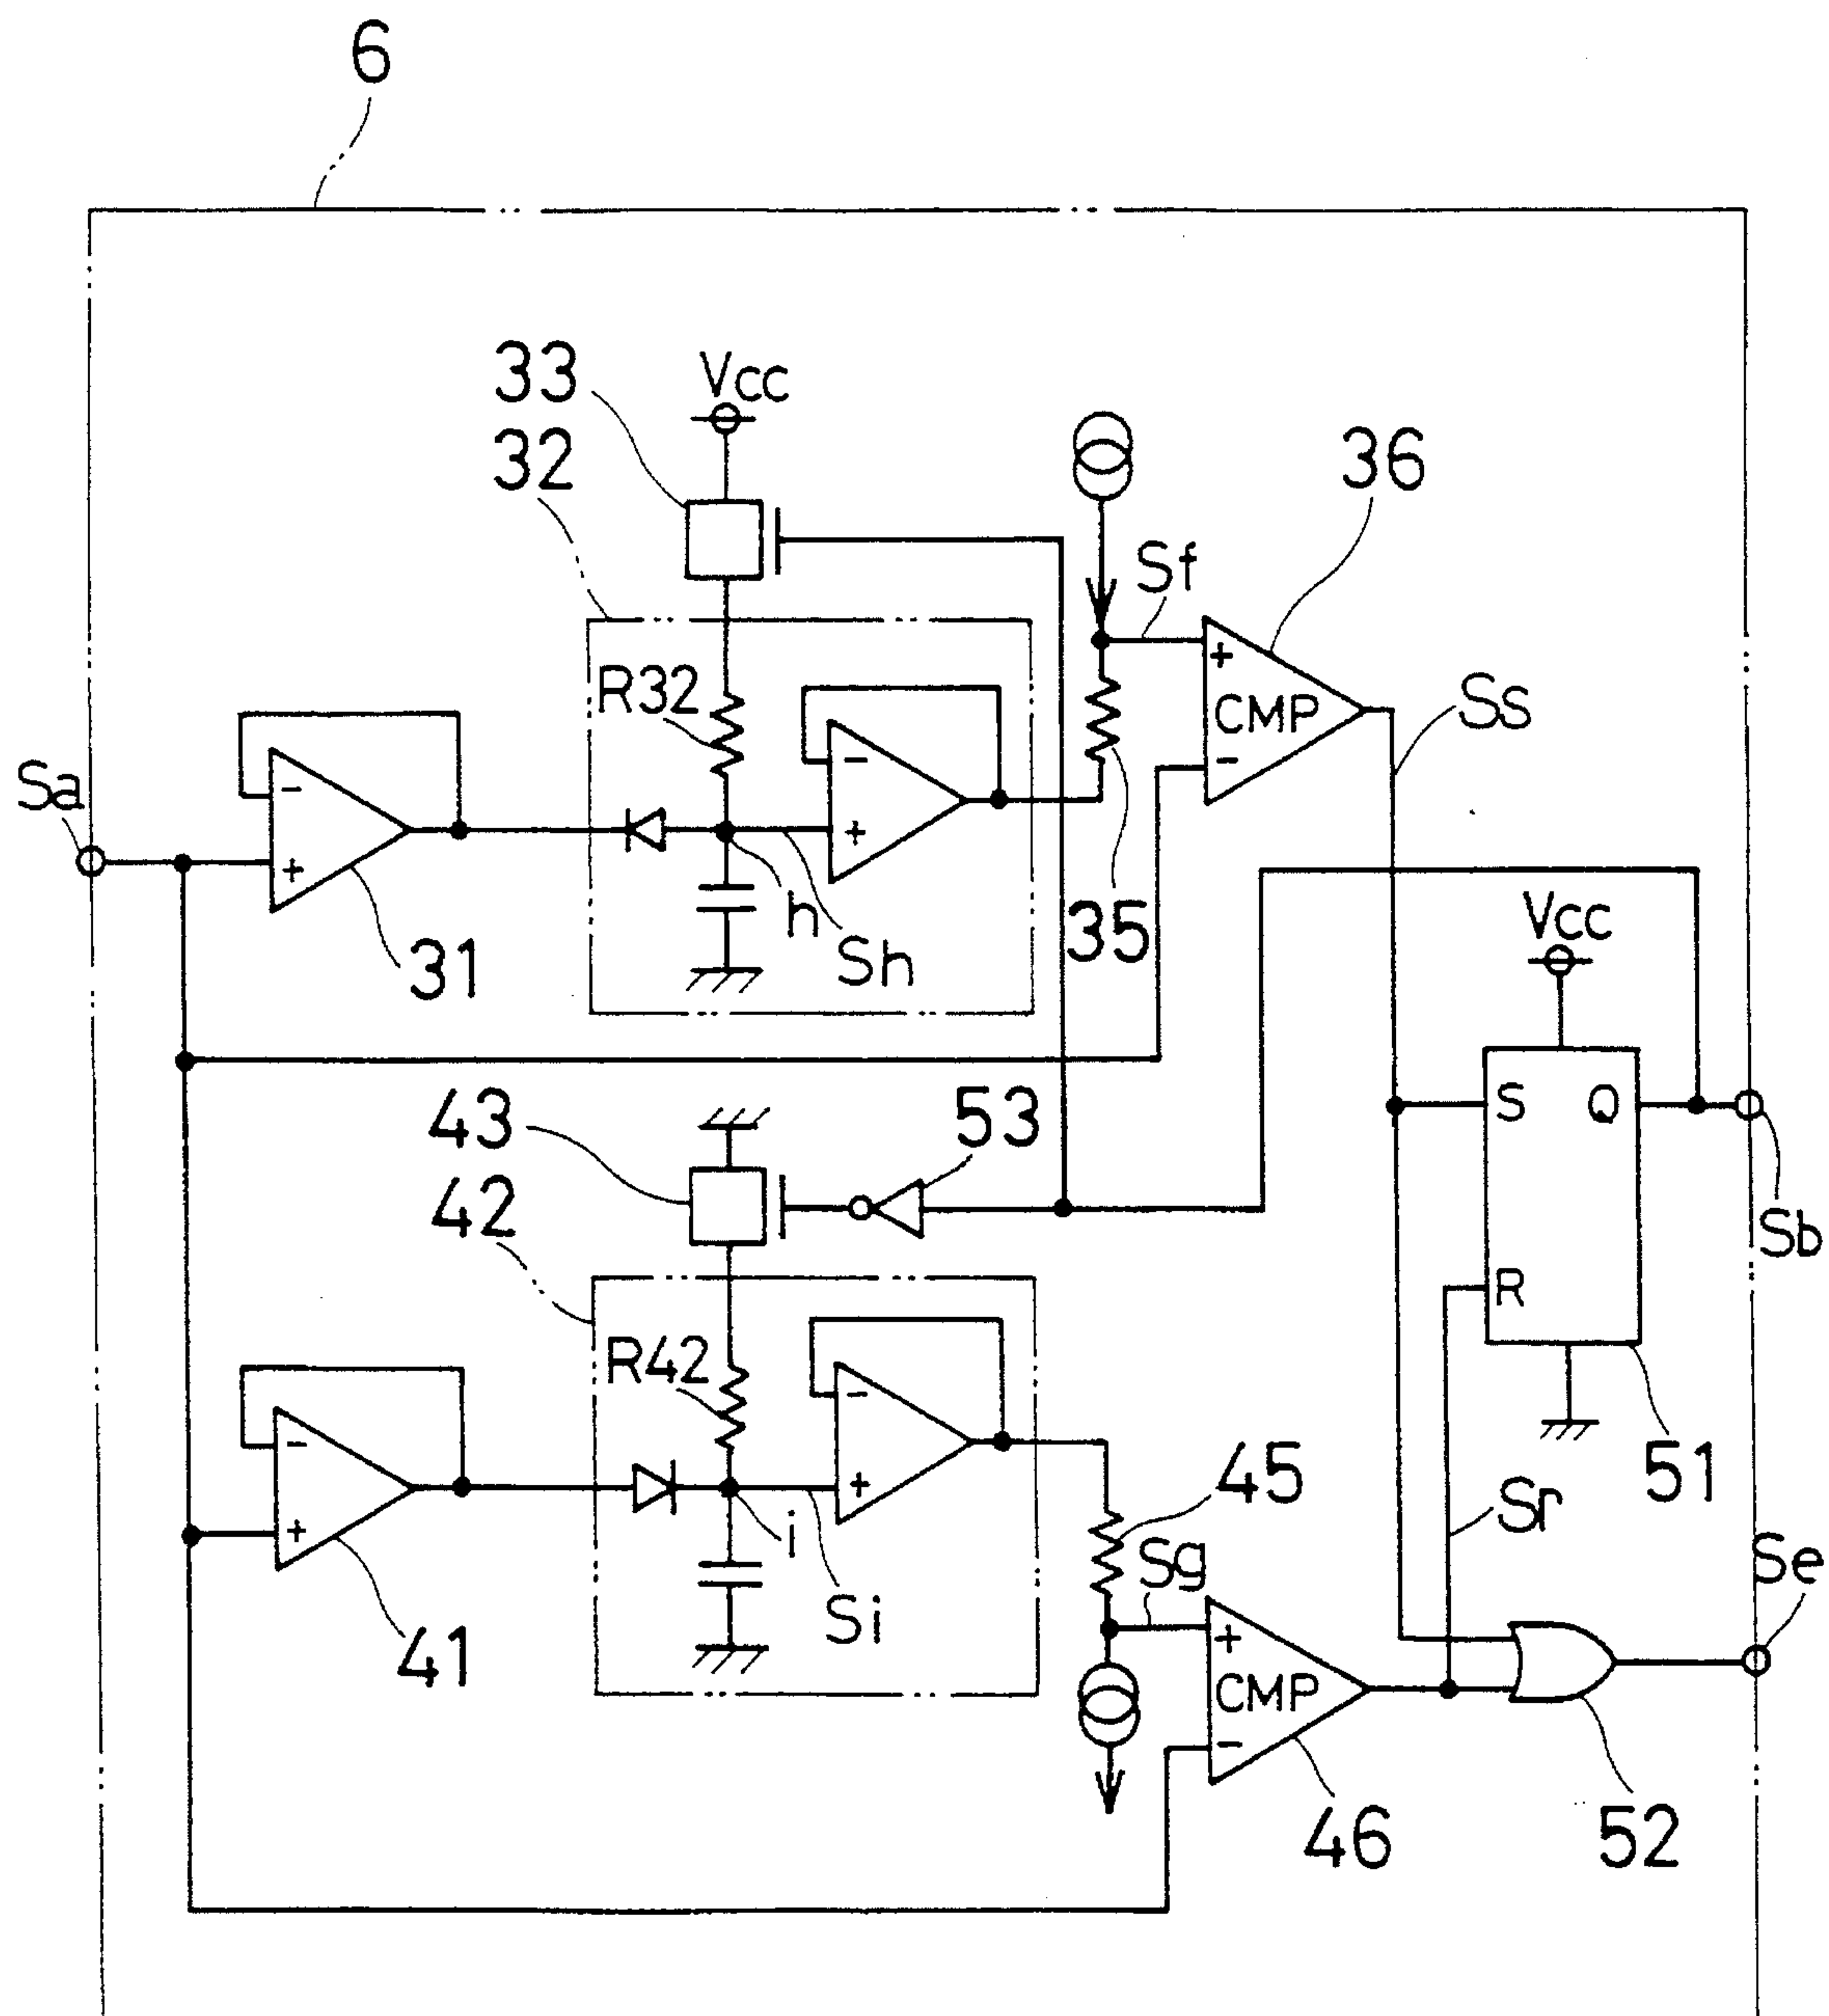 6
33
Vcc
32
36
Sf
R32
+
CMP
-
Ss
Sa
-
+
-
+
31
h
Sh
35
Vcc
43
53
S
Q
42
Sb
R
R42
-
+
-
+
45
51
Sr
i
Sg
Si
Se
41
+
CMP
-
46
52